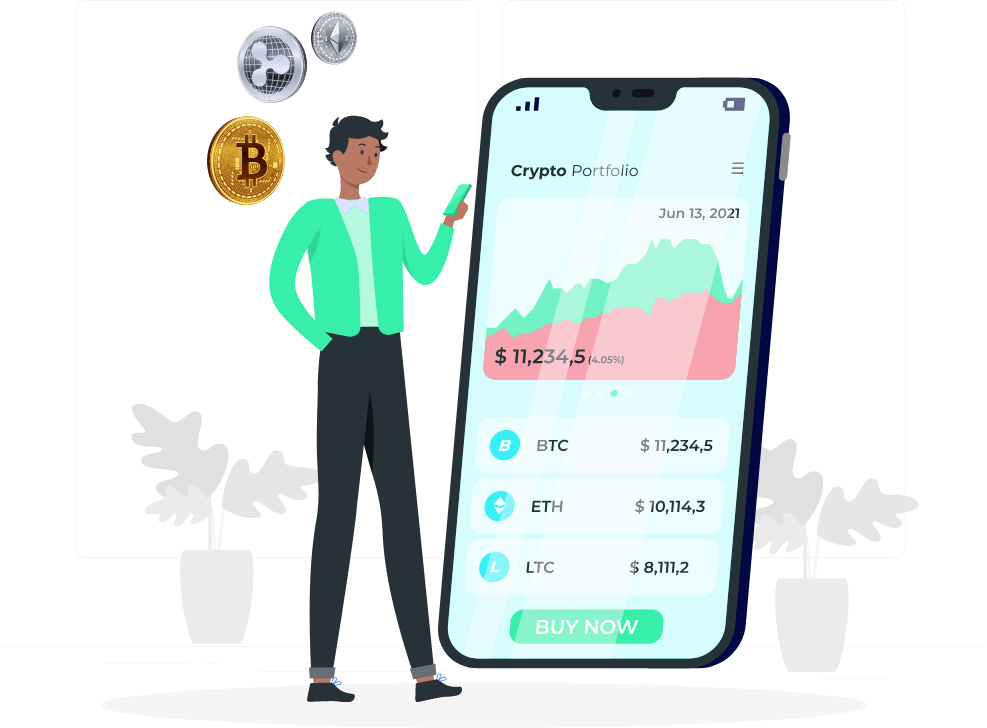 Crypto Portfolio
Jun 13, 2021
$ 11,234,5 (4.05%)
B BTC $ 11,234,5
ETH $ 10,114,3
L LTC $ 8,111,2
BUY NOW